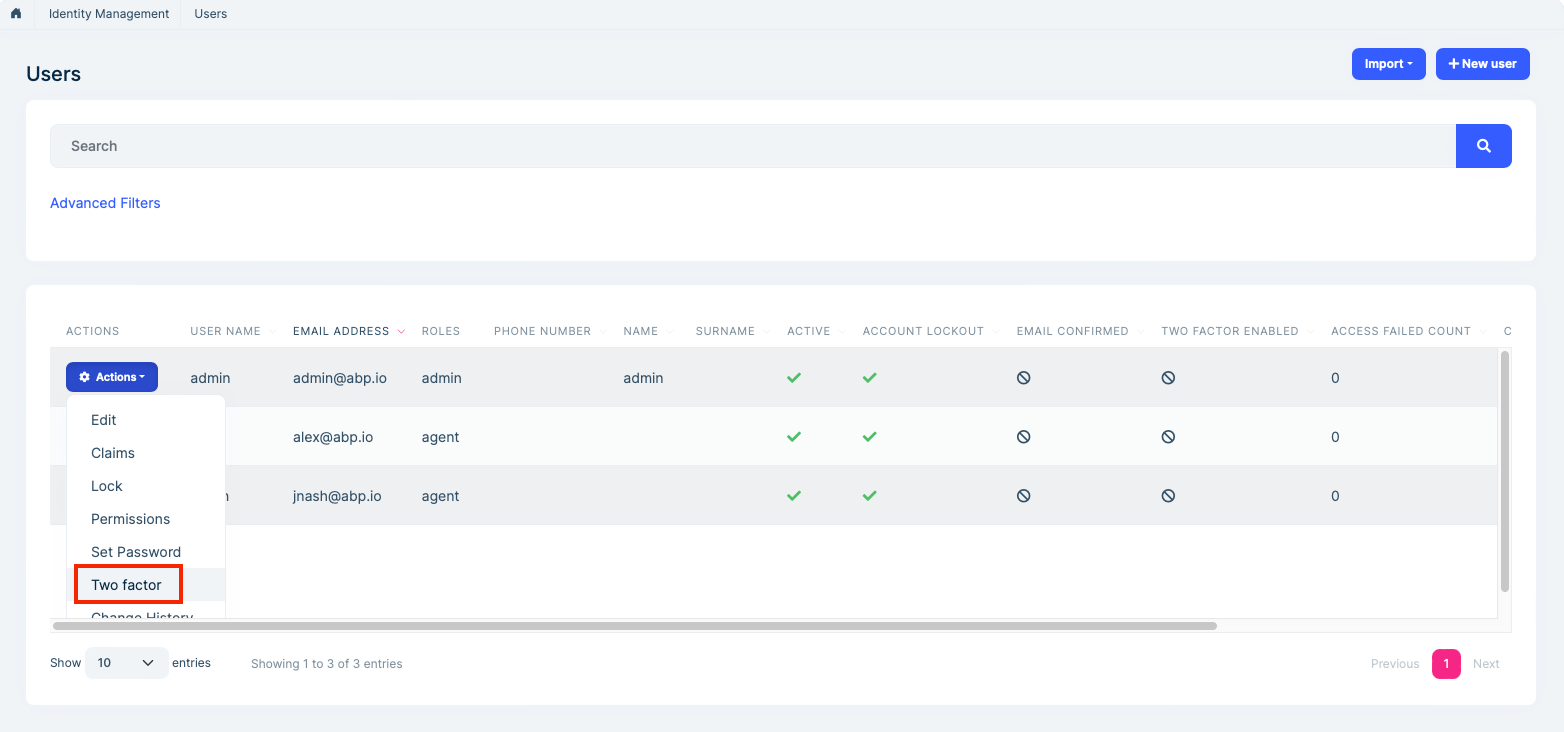 Identity Management Users
Users
Import
New user
Search
Advanced Filters
ACTIONS USER NAME EMAIL ADDRESS ROLES PHONE NUMBER NAME SURNAME ACTIVE ACCOUNT LOCKOUT EMAIL CONFIRMED TWO FACTOR ENABLED ACCESS FAILED COUNT C
Actions admin admin@abp.io admin admin 0
alex@abp.io agent 0
jnash@abp.io agent 0
Edit
Claims
Lock
Permissions
Set Password
Two factor
Change History
Show 10 entries Showing 1 to 3 of 3 entries Previous 1 Next